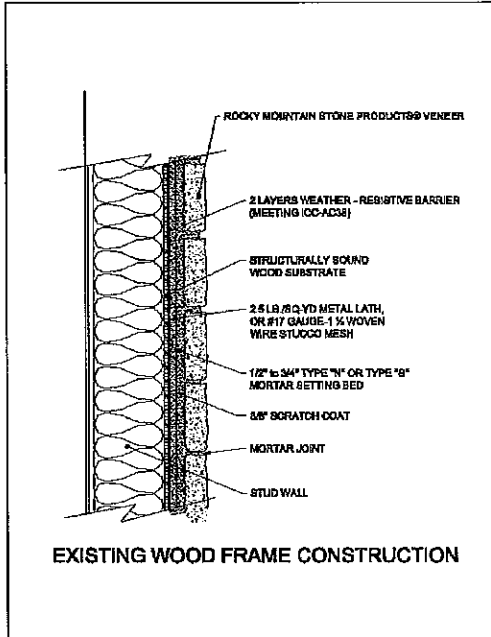 ROCKY MOUNTAIN STONE PRODUCTS® VENEER
2 LAYERS WEATHER - RESISTIVE BARRIER
(MEETING ICC-AC38)
STRUCTURALLY SOUND
WOOD SUBSTRATE
2.5 LB./SQ-YD METAL LATH,
OR #17 GAUGE-1 ½ WOVEN
WIRE STUCCO MESH
1/2" to 3/4" TYPE "N" OR TYPE "S"
MORTAR SETTING BED
3/8" SCRATCH COAT
MORTAR JOINT
STUD WALL
EXISTING WOOD FRAME CONSTRUCTION